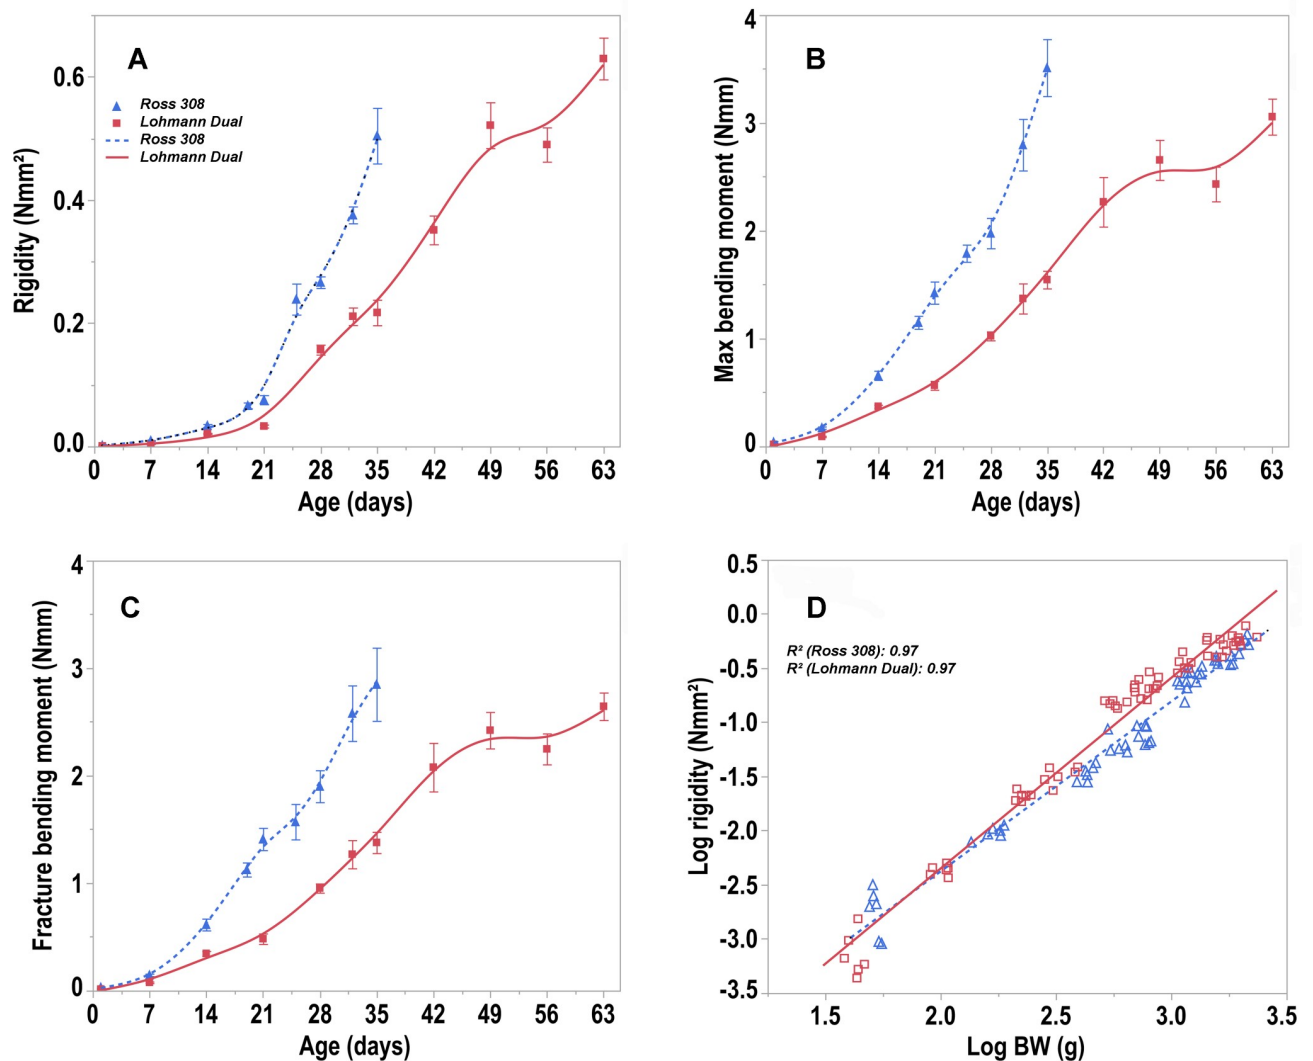 A
Ross 308
Lohmann Dual
Ross 308
Lohmann Dual
Rigidity (Nmm²)
0.6
0.4
0.2
0.0
0 7 14 21 28 35 42 49 56 63
Age (days)
B
Max bending moment (Nmm)
4
3
2
1
0
0 7 14 21 28 35 42 49 56 63
Age (days)
C
Fracture bending moment (Nmm)
4
3
2
1
0
0 7 14 21 28 35 42 49 56 63
Age (days)
D
R² (Ross 308): 0.97
R² (Lohmann Dual): 0.97
Log rigidity (Nmm²)
0.5
0.0
-0.5
-1.0
-1.5
-2.0
-2.5
-3.0
-3.5
1.5 2.0 2.5 3.0 3.5
Log BW (g)